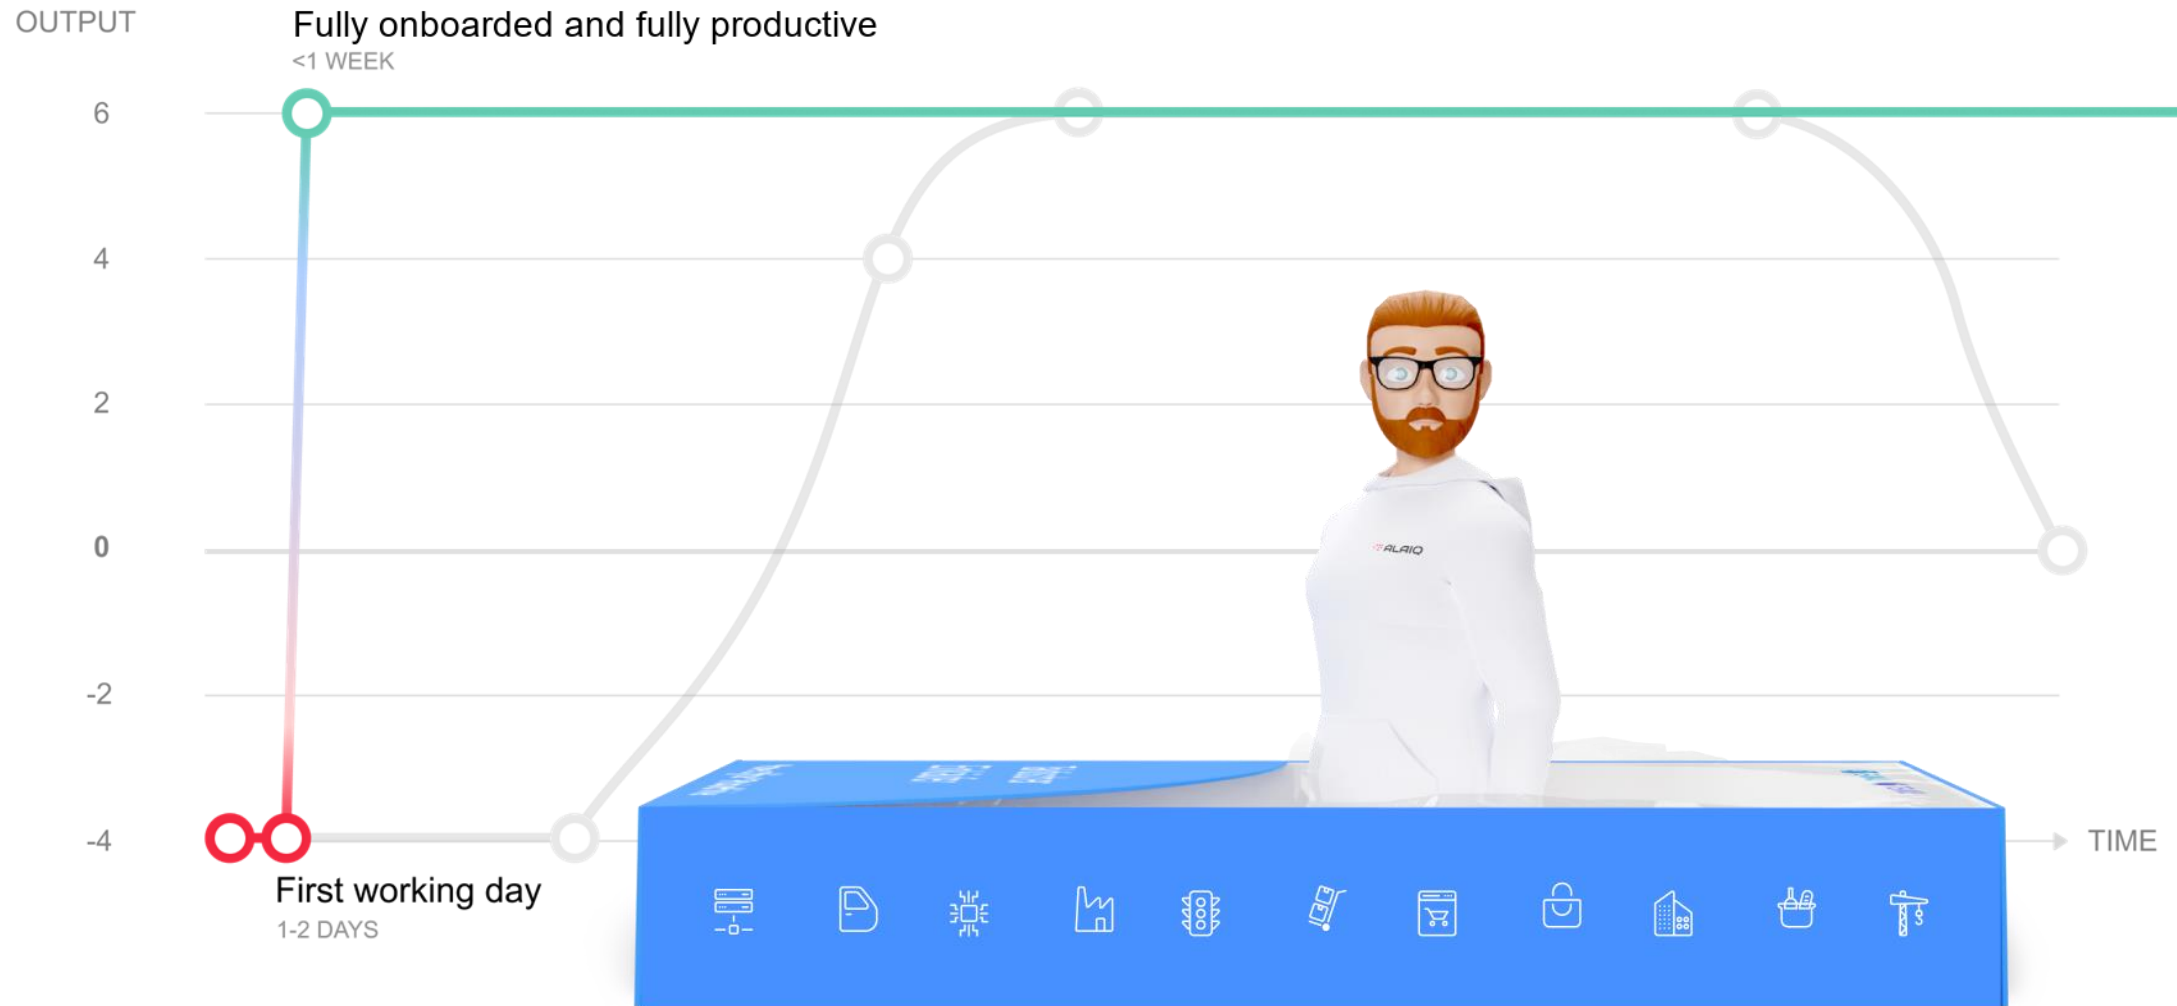 OUTPUT
Fully onboarded and fully productive
<1 WEEK
6
4
2
0
-2
-4
ALAIQ
TIME
First working day
1-2 DAYS